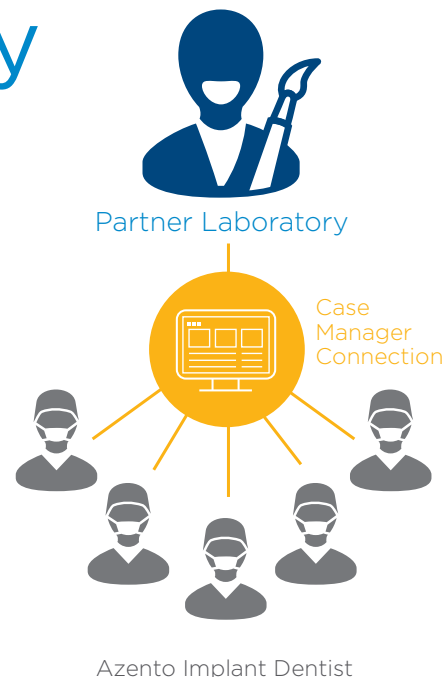 y
Partner Laboratory
Case
Manager
Connection
Azento Implant Dentist